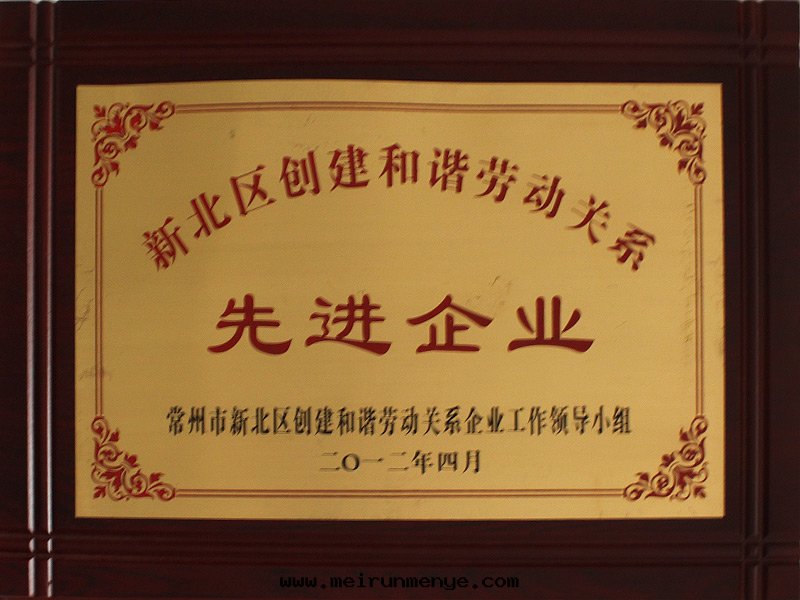 新北区创建和谐劳动关系
先进企业
常州市新北区创建和谐劳动关系企业工作领导小组
二〇一二年四月
www.meirunmenye.com